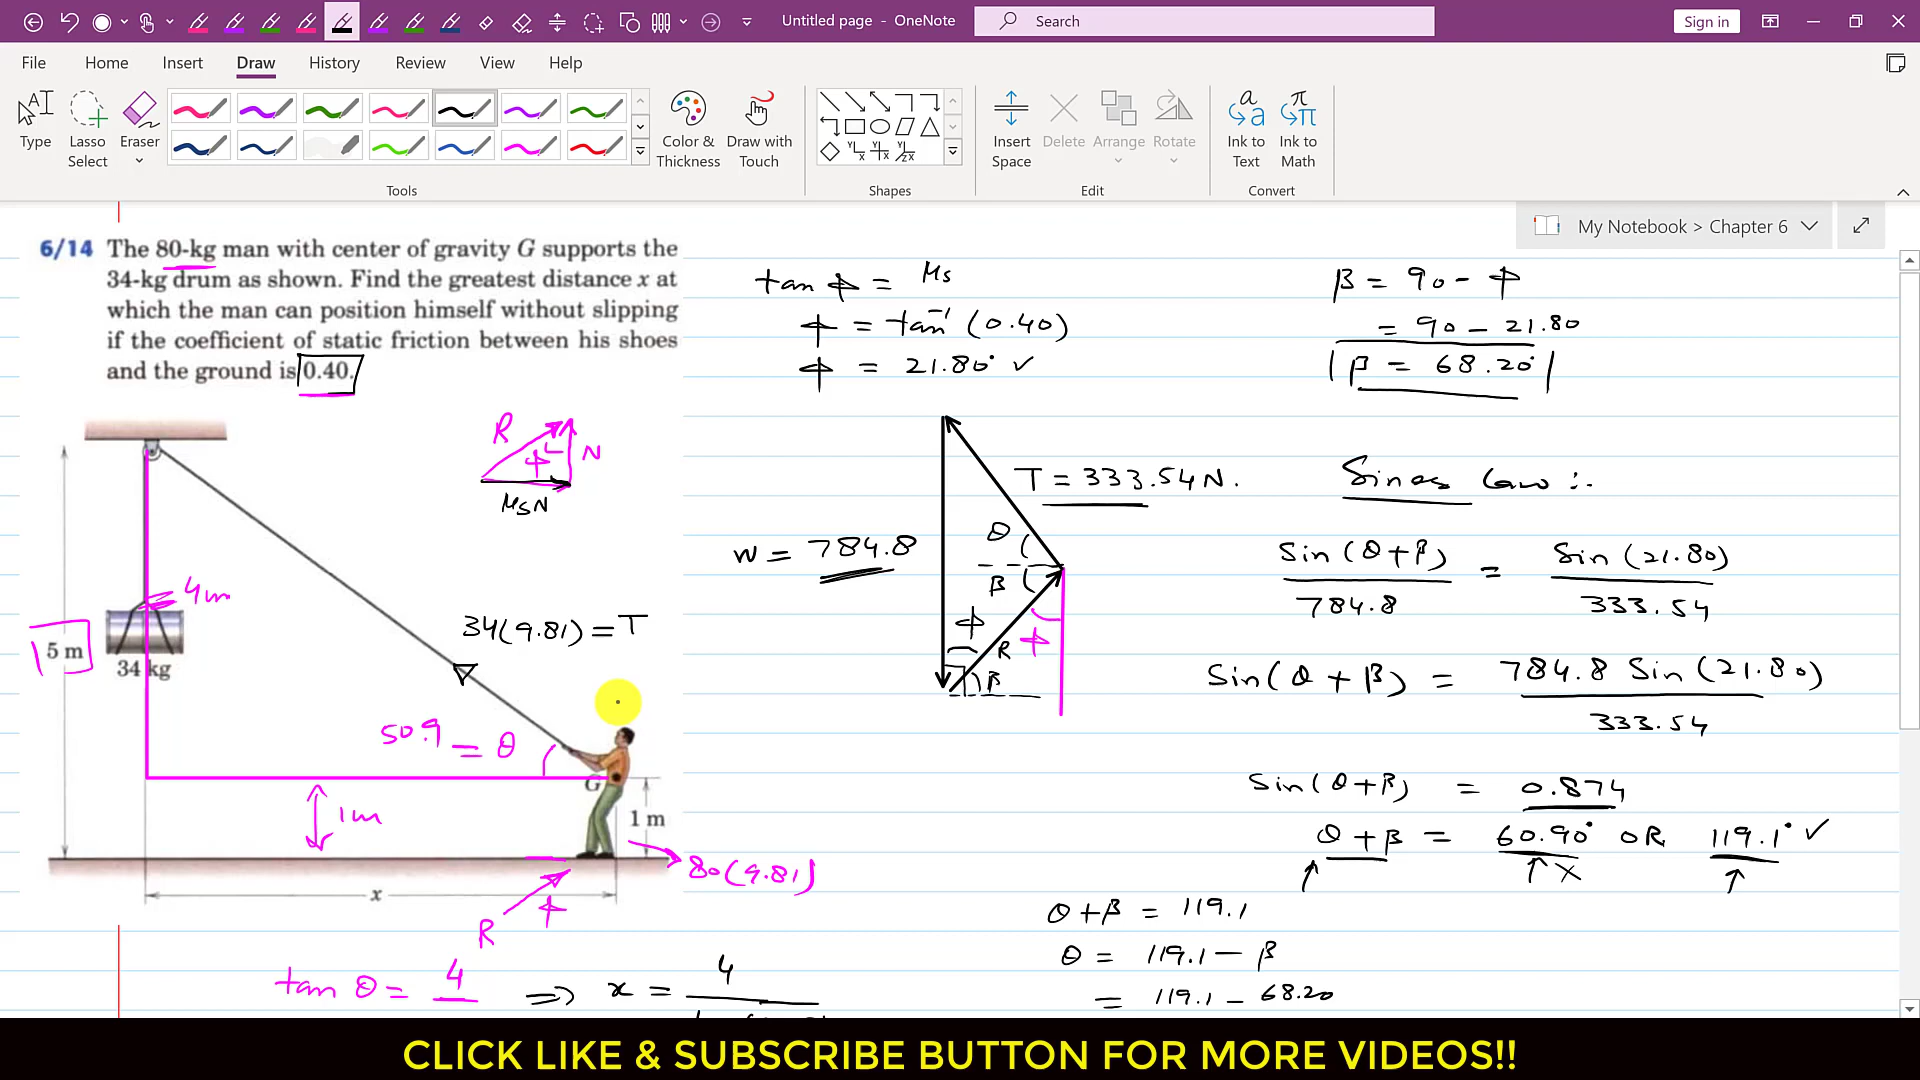 Untitled page - OneNote
Search
Sign in
File Home Insert Draw History Review View Help
Type
Lasso Select
Eraser
Color & Thickness
Draw with Touch
Insert Space
Delete
Arrange
Rotate
Ink to Text
Ink to Math
Tools
Shapes
Edit
Convert
My Notebook > Chapter 6
6/14 The 80-kg man with center of gravity G supports the
34-kg drum as shown. Find the greatest distance x at
which the man can position himself without slipping
if the coefficient of static friction between his shoes
and the ground is 0.40.
R
ϕ
N
μsN
4m
5 m
34 kg
34(9.81) = T
50.9 = θ
G
1m
1 m
80(9.81)
x
R
ϕ
tan θ = 4
⇒ x = 4
tan ϕ = μs
ϕ = tan⁻¹(0.40)
ϕ = 21.80° ✓
β = 90 - ϕ
= 90 - 21.80
β = 68.20°
T = 333.54N.
W = 784.8
θ
β
ϕ
ϕ
R
β
Sines Law :.
Sin(θ+β) / 784.8 = Sin(21.80) / 333.54
Sin(θ + β) = 784.8 Sin(21.80) / 333.54
Sin(θ+β) = 0.874
θ + β = 60.90° OR 119.1° ✓
X
θ+β = 119.1
θ = 119.1 - β
= 119.1 - 68.20
CLICK LIKE & SUBSCRIBE BUTTON FOR MORE VIDEOS!!